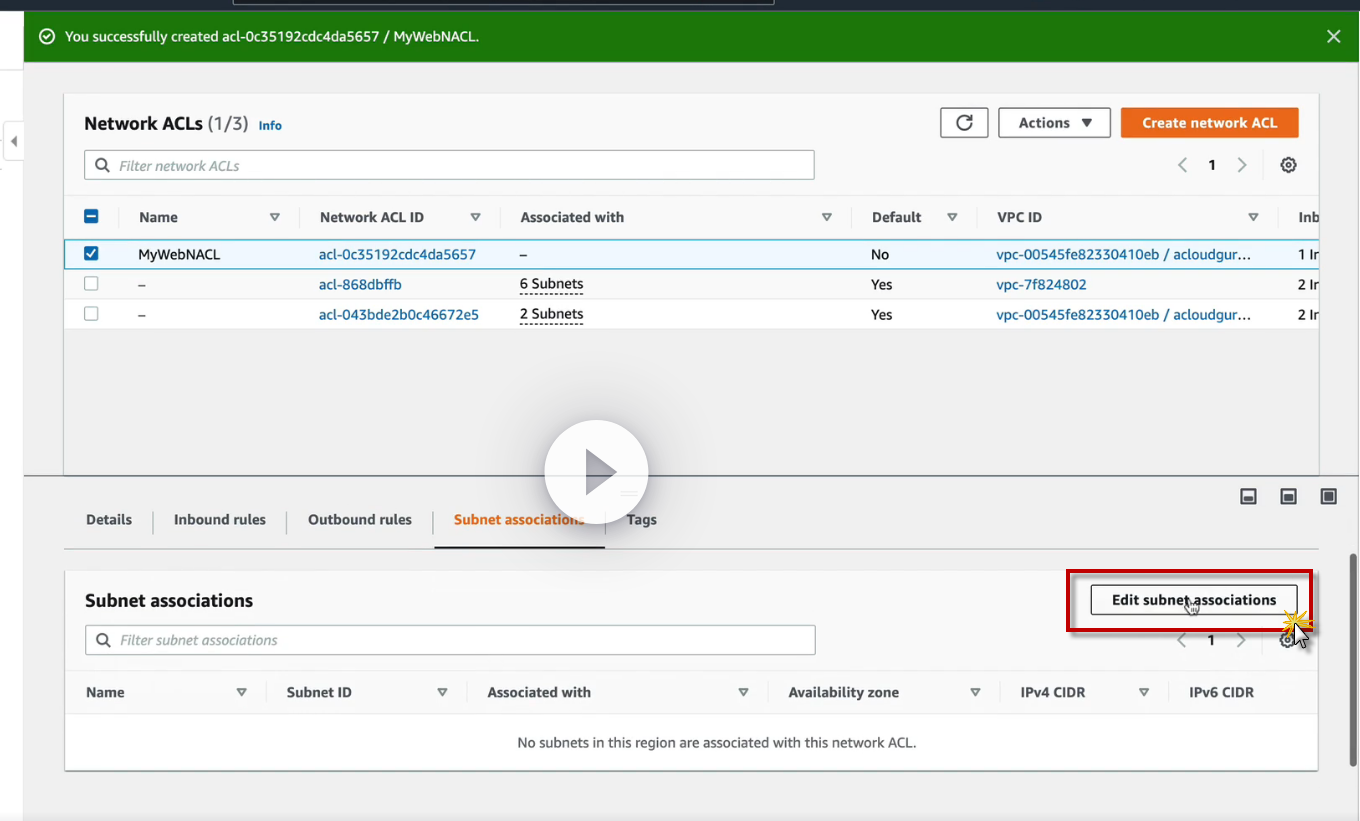 You successfully created acl-0c35192cdc4da5657 / MyWebNACL.
Network ACLs (1/3) Info
Actions
Create network ACL
Filter network ACLs
1
Name Network ACL ID Associated with Default VPC ID Inb
MyWebNACL acl-0c35192cdc4da5657 – No vpc-00545fe82330410eb / acloudgur... 1 In
– acl-868dbffb 6 Subnets Yes vpc-7f824802 2 In
– acl-043bde2b0c46672e5 2 Subnets Yes vpc-00545fe82330410eb / acloudgur... 2 In
Details Inbound rules Outbound rules Subnet associations Tags
Subnet associations
Edit subnet associations
Filter subnet associations
1
Name Subnet ID Associated with Availability zone IPv4 CIDR IPv6 CIDR
No subnets in this region are associated with this network ACL.